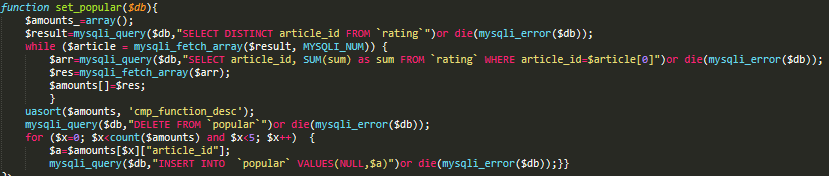 function set_popular($db){
$amounts_=array();
$result=mysqli_query($db,"SELECT DISTINCT article_id FROM `rating`")or die(mysqli_error($db));
while ($article = mysqli_fetch_array($result, MYSQLI_NUM)) {
$arr=mysqli_query($db,"SELECT article_id, SUM(sum) as sum FROM `rating` WHERE article_id=$article[0]")or die(mysqli_error($db));
$res=mysqli_fetch_array($arr);
$amounts[]=$res;
}
uasort($amounts, 'cmp_function_desc');
mysqli_query($db,"DELETE FROM `popular`")or die(mysqli_error($db));
for ($x=0; $x<count($amounts) and $x<5; $x++)  {
$a=$amounts[$x]["article_id"];
mysqli_query($db,"INSERT INTO  `popular` VALUES(NULL,$a)")or die(mysqli_error($db));}}